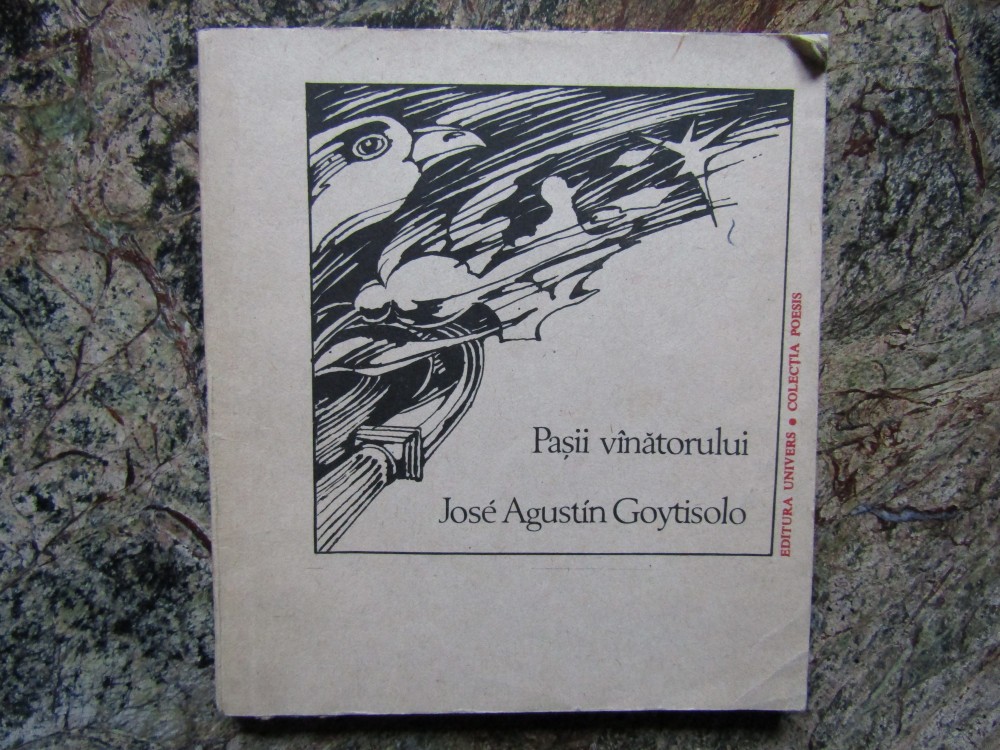 Pașii vînătorului
José Agustín Goytisolo
EDITURA UNIVERS • COLECȚIA POESIS